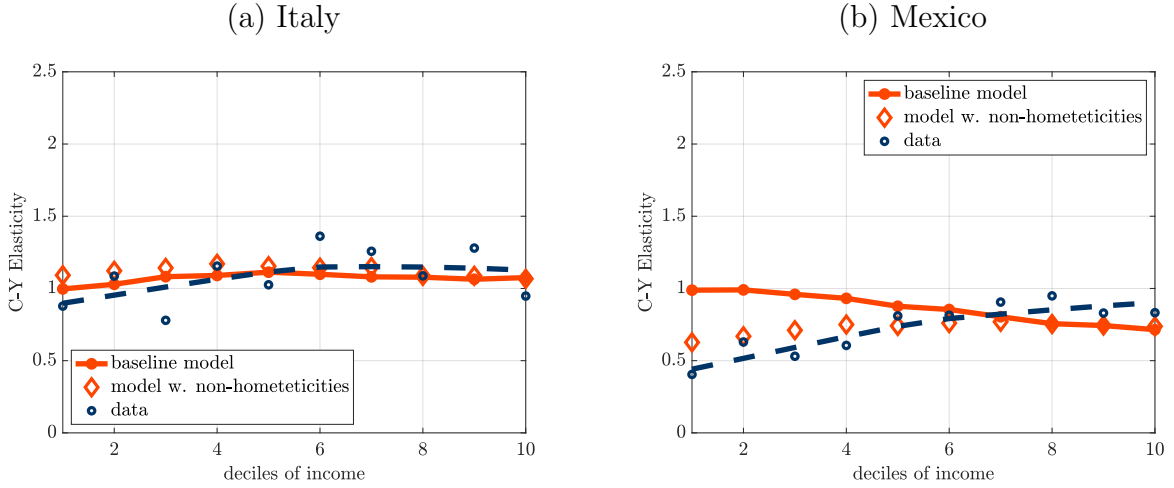 (a) Italy
2.5
2
1.5
1
0.5
0
C-Y Elasticity
baseline model
model w. non-hometeticities
data
2 4 6 8 10
deciles of income
(b) Mexico
2.5
2
1.5
1
0.5
0
C-Y Elasticity
baseline model
model w. non-hometeticities
data
2 4 6 8 10
deciles of income